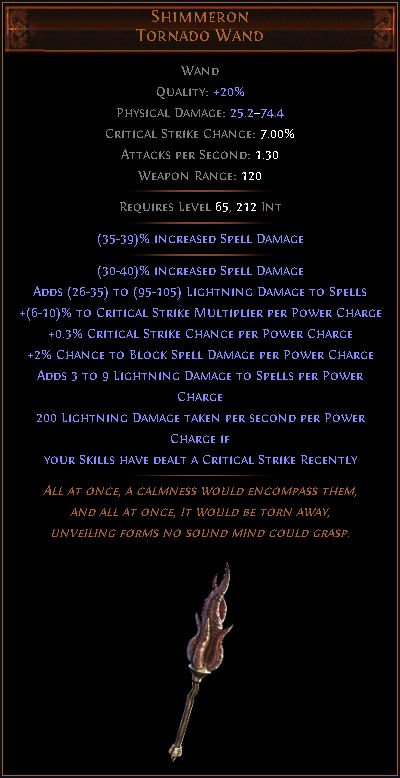 Shimmeron
Tornado Wand
Wand
Quality: +20%
Physical Damage: 25.2–74.4
Critical Strike Chance: 7.00%
Attacks per Second: 1.30
Weapon Range: 120
Requires Level 65, 212 Int
(35-39)% increased Spell Damage
(30-40)% increased Spell Damage
Adds (26-35) to (95-105) Lightning Damage to Spells
+(6-10)% to Critical Strike Multiplier per Power Charge
+0.3% Critical Strike Chance per Power Charge
+2% Chance to Block Spell Damage per Power Charge
Adds 3 to 9 Lightning Damage to Spells per Power
Charge
200 Lightning Damage taken per second per Power
Charge if
your Skills have dealt a Critical Strike Recently
All at once, a calmness would encompass them,
and all at once, it would be torn away,
unveiling forms no sound mind could grasp.